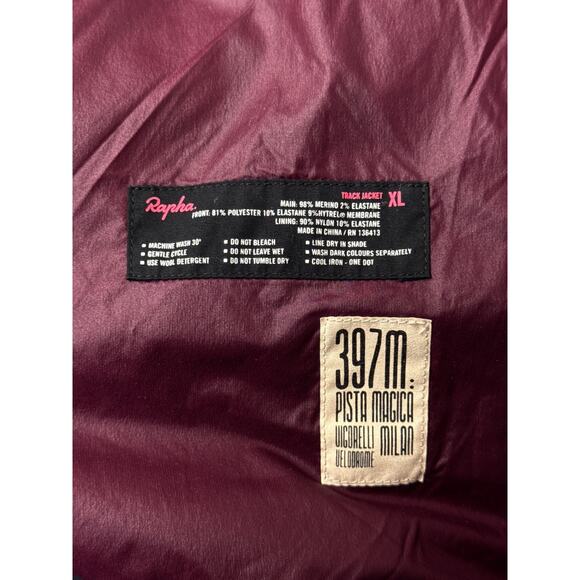 Rapha.
TRACK JACKET XL
MAIN: 98% MERINO 2% ELASTANE
FRONT: 81% POLYESTER 10% ELASTANE 9%HYTREL® MEMBRANE
LINING: 90% NYLON 10% ELASTANE
MADE IN CHINA / RN 136413
▪ MACHINE WASH 30°
▪ GENTLE CYCLE
▪ USE WOOL DETERGENT
▪ DO NOT BLEACH
▪ DO NOT LEAVE WET
▪ DO NOT TUMBLE DRY
▪ LINE DRY IN SHADE
▪ WASH DARK COLOURS SEPARATELY
▪ COOL IRON - ONE DOT
397M:
PISTA MAGICA
VIGORELLI MILAN
VELODROME